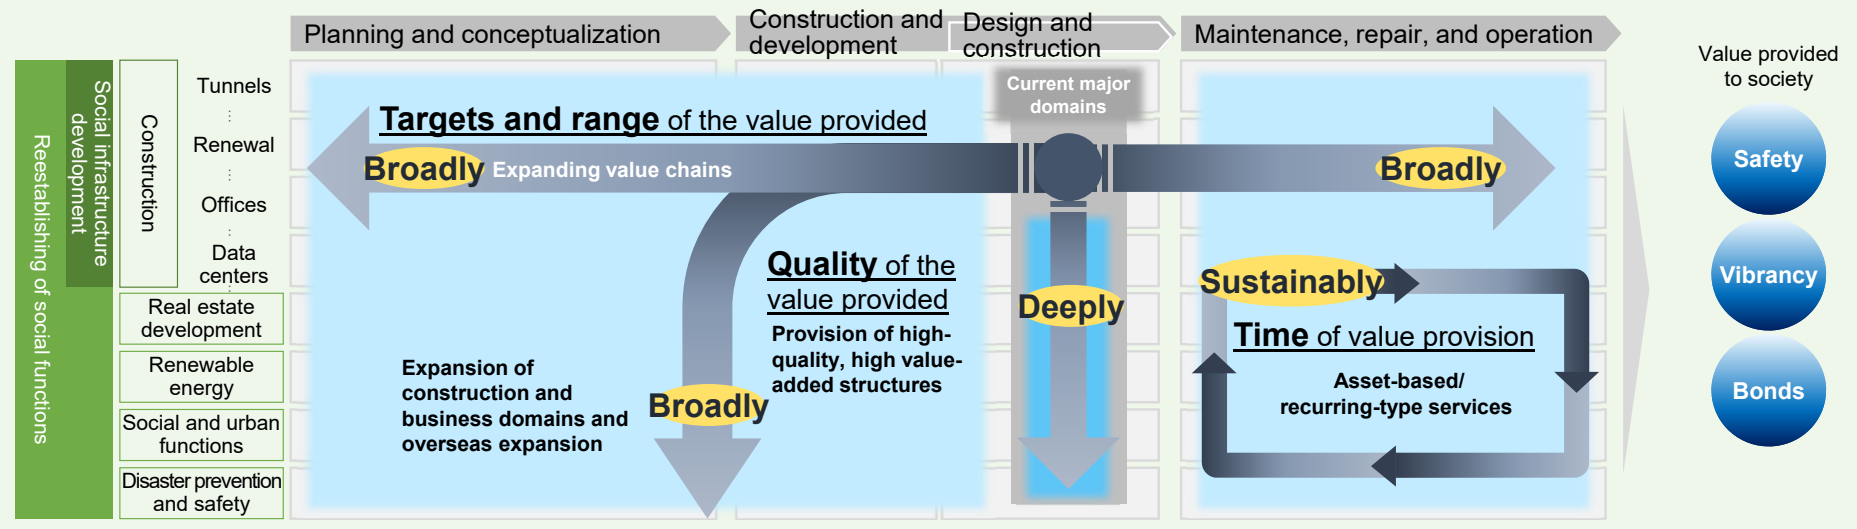 Planning and conceptualization
Construction and
development
Design and
construction
Maintenance, repair, and operation
Value provided
to society
Reestablishing of social functions
Social infrastructure
development
Construction
Tunnels
Renewal
Offices
Data
centers
Real estate
development
Renewable
energy
Social and urban
functions
Disaster prevention
and safety
Current major
domains
Targets and range of the value provided
Broadly
Expanding value chains
Broadly
Quality of the
value provided
Provision of high-
quality, high value-
added structures
Deeply
Expansion of
construction and
business domains and
overseas expansion
Broadly
Sustainably
Time of value provision
Asset-based/
recurring-type services
Safety
Vibrancy
Bonds